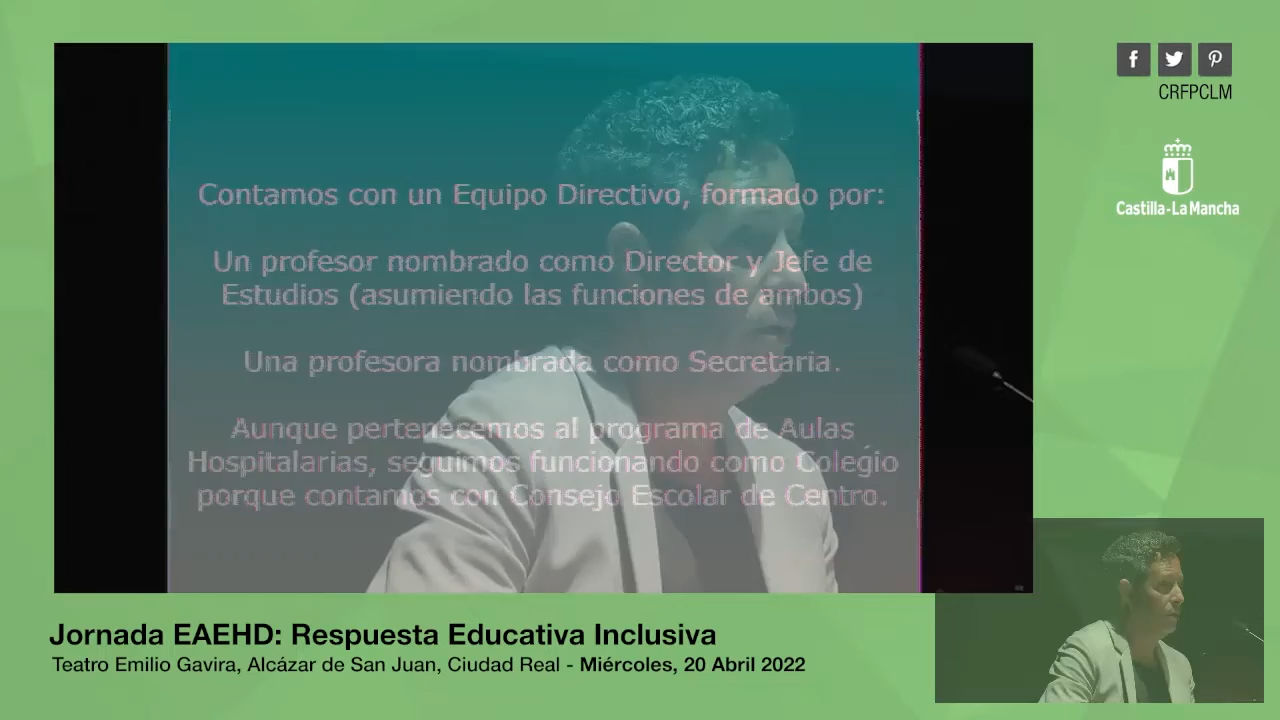 CRFPCLM
Castilla-La Mancha
Contamos con un Equipo Directivo, formado por:
Un profesor nombrado como Director y Jefe de
Estudios (asumiendo las funciones de ambos)
Una profesora nombrada como Secretaria.
Aunque pertenecemos al programa de Aulas
Hospitalarias, seguimos funcionando como Colegio
porque contamos con Consejo Escolar de Centro.
Jornada EAEHD: Respuesta Educativa Inclusiva
Teatro Emilio Gavira, Alcázar de San Juan, Ciudad Real - Miércoles, 20 Abril 2022